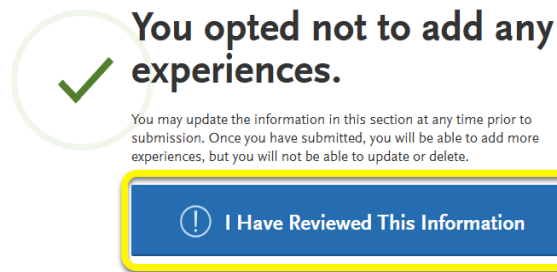 You opted not to add any
experiences.
You may update the information in this section at any time prior to
submission. Once you have submitted, you will be able to add more
experiences, but you will not be able to update or delete.
I Have Reviewed This Information